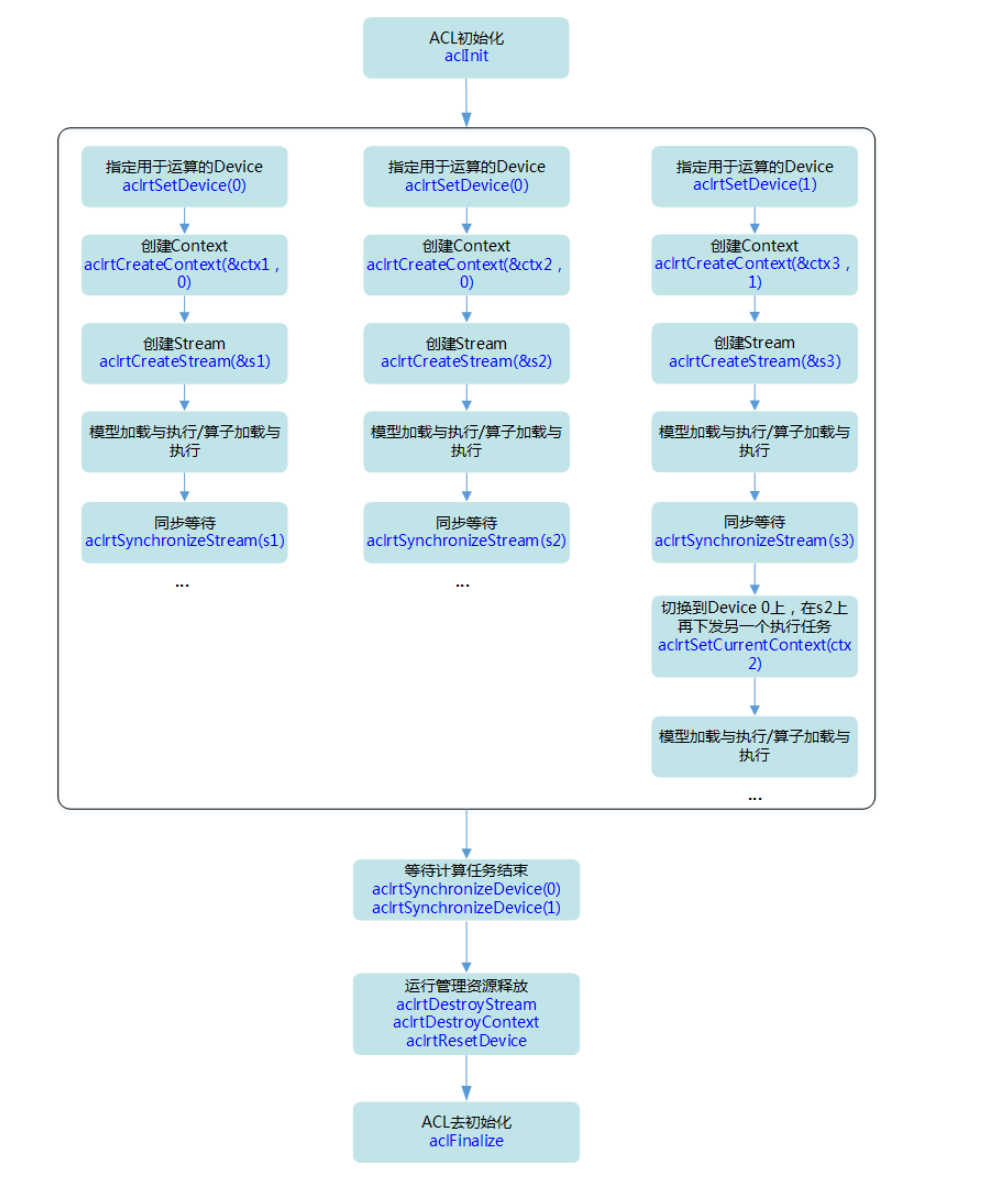 ACL初始化
aclInit
指定用于运算的Device
aclrtSetDevice(0)
创建Context
aclrtCreateContext(&ctx1，
0)
创建Stream
aclrtCreateStream(&s1)
模型加载与执行/算子加载与
执行
同步等待
aclrtSynchronizeStream(s1)
...
指定用于运算的Device
aclrtSetDevice(0)
创建Context
aclrtCreateContext(&ctx2，
0)
创建Stream
aclrtCreateStream(&s2)
模型加载与执行/算子加载与
执行
同步等待
aclrtSynchronizeStream(s2)
...
指定用于运算的Device
aclrtSetDevice(1)
创建Context
aclrtCreateContext(&ctx3，
1)
创建Stream
aclrtCreateStream(&s3)
模型加载与执行/算子加载与
执行
同步等待
aclrtSynchronizeStream(s3)
切换到Device 0上，在s2上
再下发另一个执行任务
aclrtSetCurrentContext(ctx
2)
模型加载与执行/算子加载与
执行
...
等待计算任务结束
aclrtSynchronizeDevice(0)
aclrtSynchronizeDevice(1)
运行管理资源释放
aclrtDestroyStream
aclrtDestroyContext
aclrtResetDevice
ACL去初始化
aclFinalize